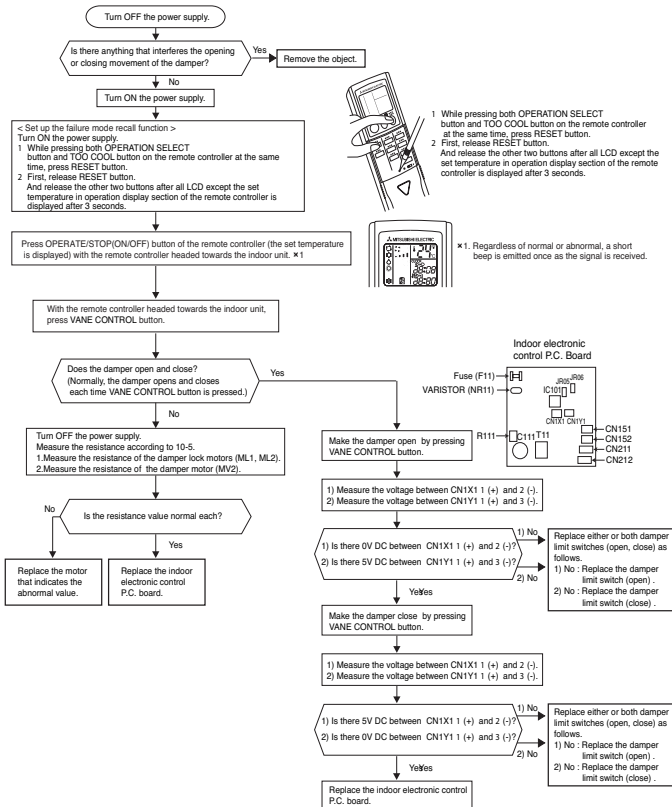 Turn OFF the power supply.
Is there anything that interferes the opening
or closing movement of the damper?
Yes
Remove the object.
No
Turn ON the power supply.
< Set up the failure mode recall function >
Turn ON the power supply.
1 While pressing both OPERATION SELECT
button and TOO COOL button on the remote controller at the same
time, press RESET button.
2 First, release RESET button.
And release the other two buttons after all LCD except the set
temperature in operation display section of the remote controller is
displayed after 3 seconds.
1 While pressing both OPERATION SELECT
button and TOO COOL button on the remote controller
at the same time, press RESET button.
2 First, release RESET button.
And release the other two buttons after all LCD except the
set temperature in operation display section of the remote
controller is displayed after 3 seconds.
Press OPERATE/STOP(ON/OFF) button of the remote controller (the set temperature
is displayed) with the remote controller headed towards the indoor unit. ×1
MITSUBISHI ELECTRIC
×1. Regardless of normal or abnormal, a short
beep is emitted once as the signal is received.
With the remote controller headed towards the indoor unit,
press VANE CONTROL button.
Does the damper open and close?
(Normally, the damper opens and closes
each time VANE CONTROL button is pressed.)
Yes
No
Turn OFF the power supply.
Measure the resistance according to 10-5.
1.Measure the resistance of the damper lock motors (ML1, ML2).
2.Measure the resistance of the damper motor (MV2).
Is the resistance value normal each?
No
Yes
Replace the motor
that indicates the
abnormal value.
Replace the indoor
electronic control
P.C. board.
Indoor electronic
control P.C. Board
Fuse (F11)
VARISTOR (NR11)
R111
JR05
JR06
IC101
CN1X1
CN1Y1
C111
T11
CN151
CN152
CN211
CN212
Make the damper open by pressing
VANE CONTROL button.
1) Measure the voltage between CN1X1 1 (+) and 2 (-).
2) Measure the voltage between CN1Y1 1 (+) and 3 (-).
1) Is there 0V DC between CN1X1 1 (+) and 2 (-)?
2) Is there 5V DC between CN1Y1 1 (+) and 3 (-)?
1) No
2) No
Replace either or both damper
limit switches (open, close) as
follows.
1) No : Replace the damper
limit switch (open) .
2) No : Replace the damper
limit switch (close) .
Yes
Yes
Make the damper close by pressing
VANE CONTROL button.
1) Measure the voltage between CN1X1 1 (+) and 2 (-).
2) Measure the voltage between CN1Y1 1 (+) and 3 (-).
1) Is there 5V DC between CN1X1 1 (+) and 2 (-)?
2) Is there 0V DC between CN1Y1 1 (+) and 3 (-)?
1) No
2) No
Replace either or both damper
limit switches (open, close) as
follows.
1) No : Replace the damper
limit switch (open) .
2) No : Replace the damper
limit switch (close) .
Yes
Yes
Replace the indoor electronic control
P.C. board.